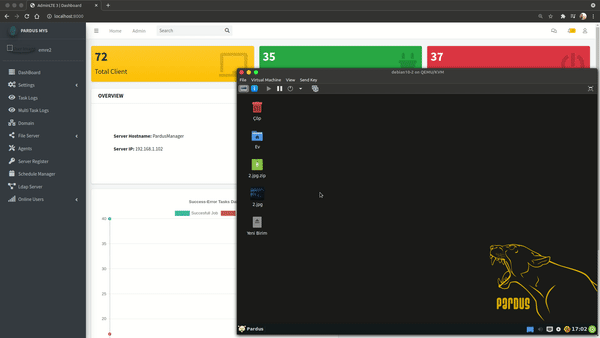 AdminLTE 3 | Dashboard
localhost:8000
PARDUS MYS
emre2
Home
Admin
Search
DashBoard
Settings
Task Logs
Multi Task Logs
Domain
File Server
Agents
Server Register
Schedule Manager
Ldap Server
Online Users
72
Total Client
35
37
OVERVIEW
Server Hostname: PardusManager
Server IP: 192.168.1.102
Success-Error Tasks Da
Succesfull Job
40
35
30
25
20
debian10-2 on QEMU/KVM
File Virtual Machine View Send Key
Çöp
Ev
2.jpg.zip
2.jpg
Yeni Birim
PARDUS
Pardus
17:02